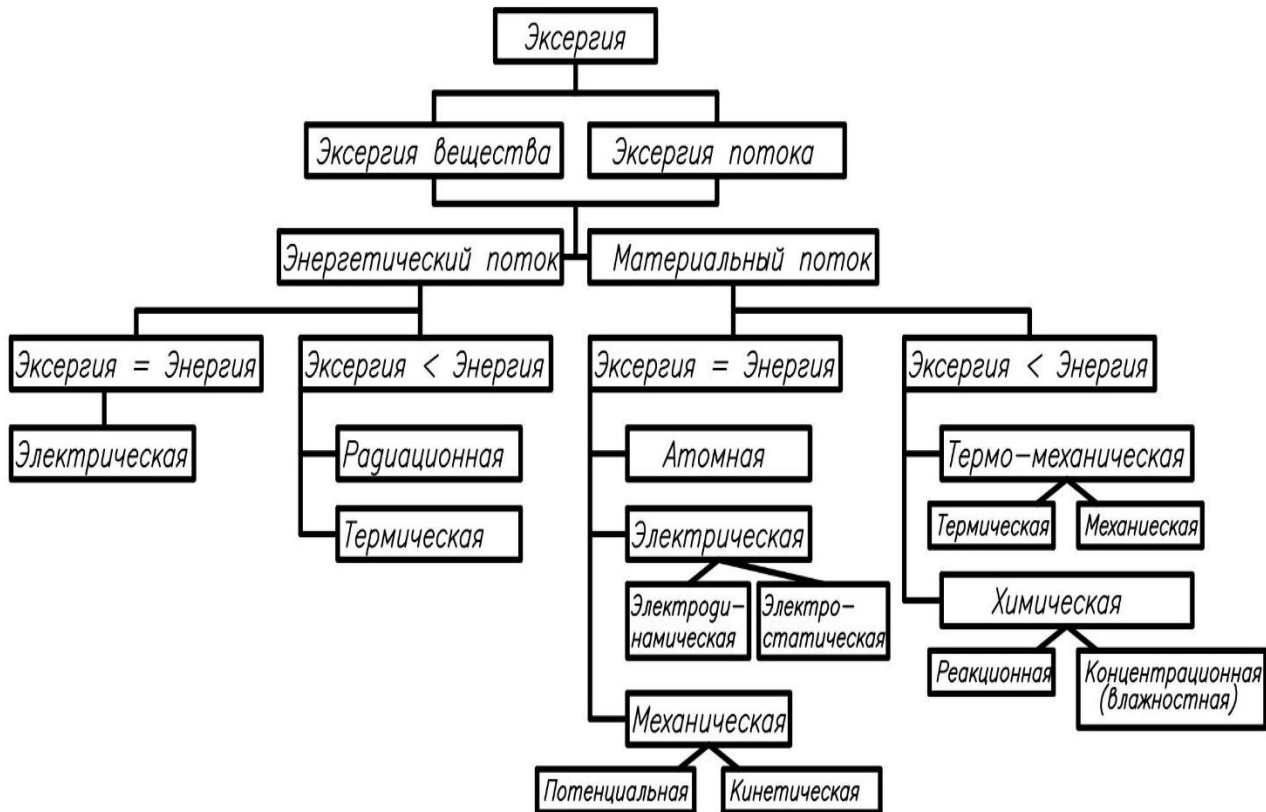 Эксергия
Эксергия вещества
Эксергия потока
Энергетический поток
Материальный поток
Эксергия = Энергия
Эксергия < Энергия
Эксергия = Энергия
Эксергия < Энергия
Электрическая
Радиационная
Термическая
Атомная
Электрическая
Электроди-
намическая
Электро-
статическая
Механическая
Потенциальная
Кинетическая
Термо-механическая
Термическая
Механиеская
Химическая
Реакционная
Концентрационная
(влажностная)